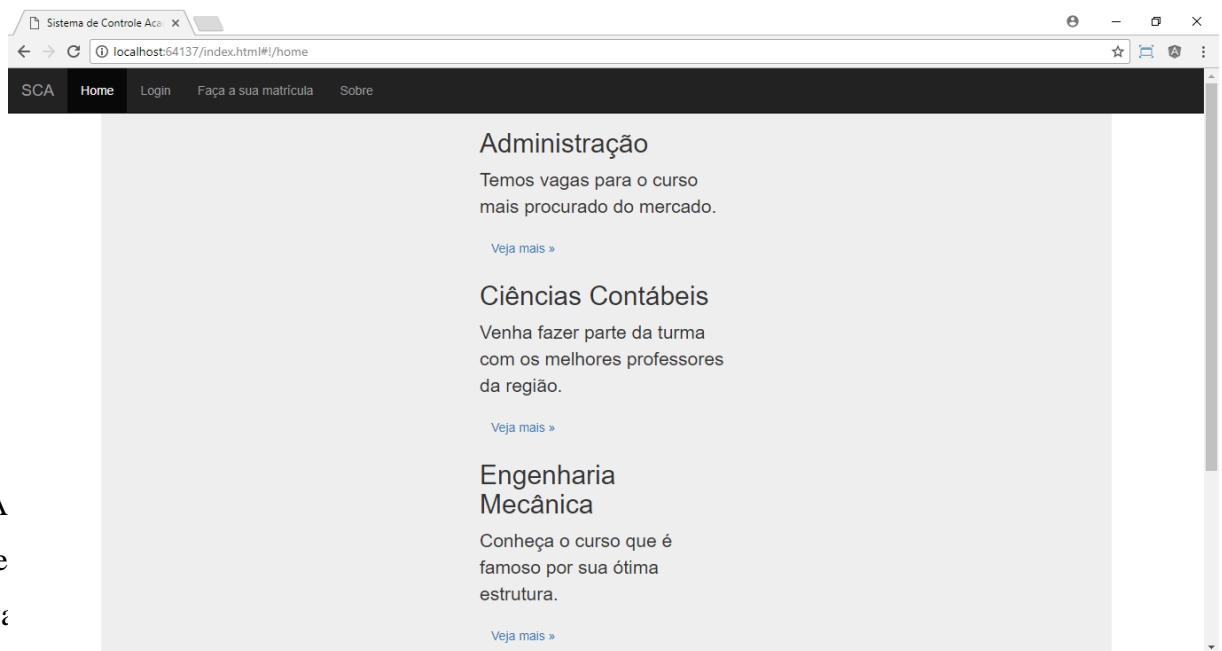 Sistema de Controle Aca
localhost:64137/index.html#!/home
SCA Home Login Faça a sua matrícula Sobre
Administração
Temos vagas para o curso
mais procurado do mercado.
Veja mais »
Ciências Contábeis
Venha fazer parte da turma
com os melhores professores
da região.
Veja mais »
Engenharia
Mecânica
Conheça o curso que é
famoso por sua ótima
estrutura.
Veja mais »